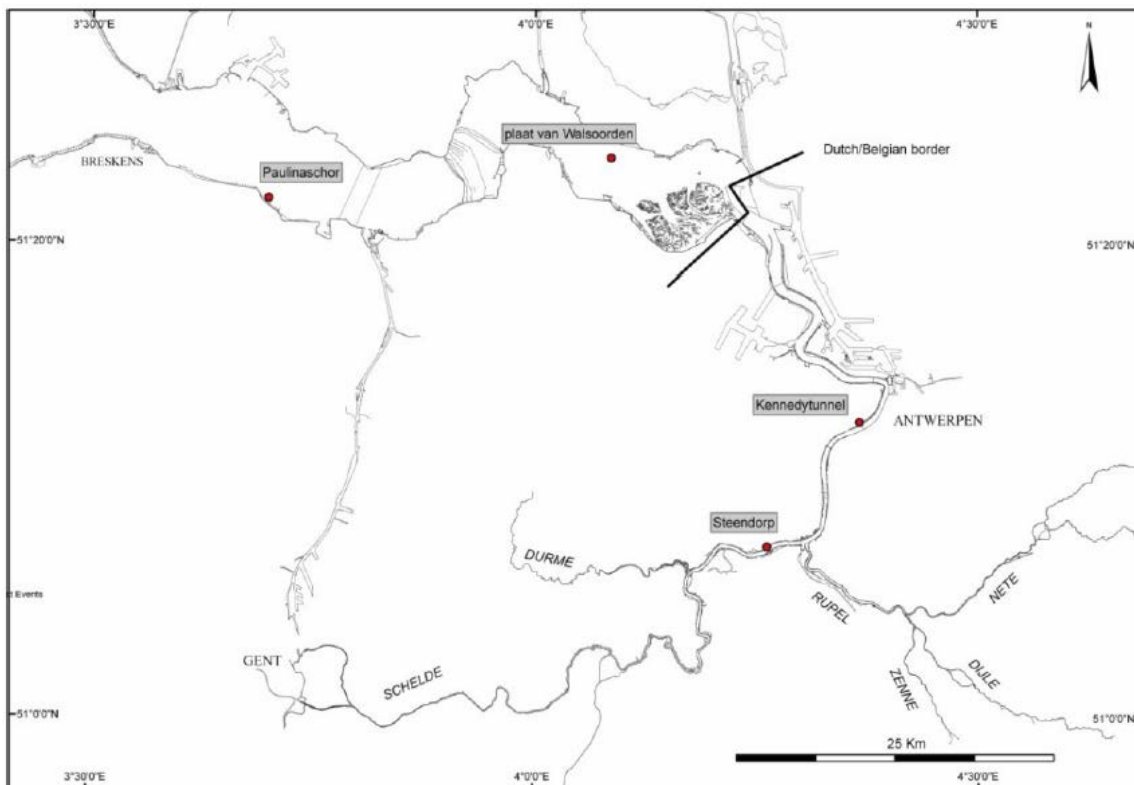 3°30'0"E
4°0'0"E
4°30'0"E
N
plaat van Walsoorden
Dutch/Belgian border
BRESKENS
Paulinaschor
51°20'0"N
51°20'0"N
Kennedytunnel
ANTWERPEN
Steendorp
DURME
RUPEL
NETE
ct Events
GENT
SCHELDE
ZENNE
DIJLE
51°0'0"N
51°0'0"N
25 Km
3°30'0"E
4°0'0"E
4°30'0"E